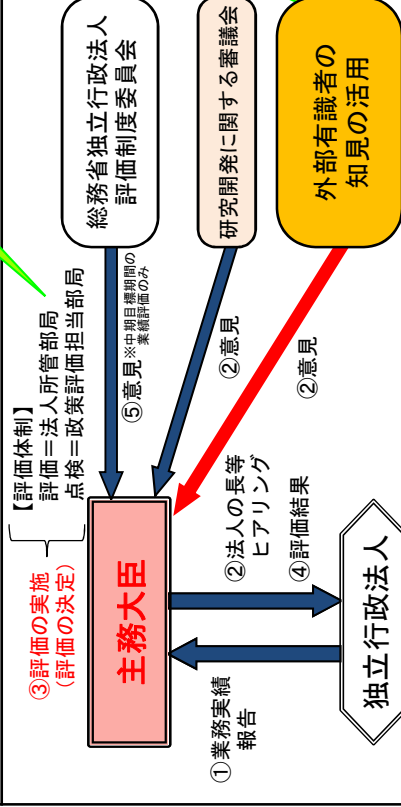 ③評価の実施
(評価の決定)
【評価体制】
評価=法人所管部局
点検=政策評価担当部局
主務大臣
⑤意見※中期目標期間の
業績評価のみ
総務省独立行政法人
評価制度委員会
②意見
研究開発に関する審議会
②意見
外部有識者の
知見の活用
①業務実績
報告
②法人の長等
ヒアリング
④評価結果
独立行政法人